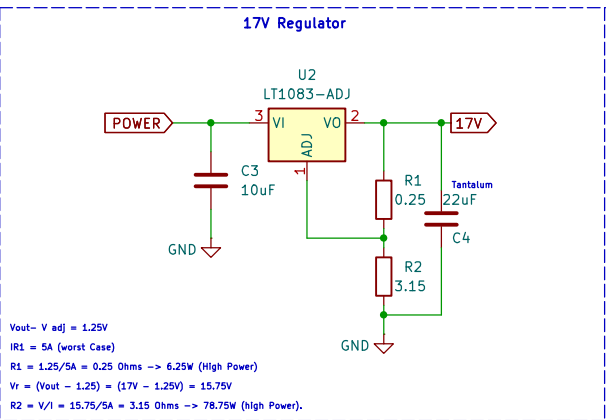 17V Regulator
U2
LT1083-ADJ
POWER
3
VI
VO
2
17V
ADJ
1
C3
10uF
GND
R1
0.25
Tantalum
22uF
C4
R2
3.15
GND
Vout- V adj = 1.25V
IR1 = 5A (worst Case)
R1 = 1.25/5A = 0.25 Ohms -> 6.25W (High Power)
Vr = (Vout - 1.25) = (17V - 1.25V) = 15.75V
R2 = V/I = 15.75/5A = 3.15 Ohms -> 78.75W (high Power).